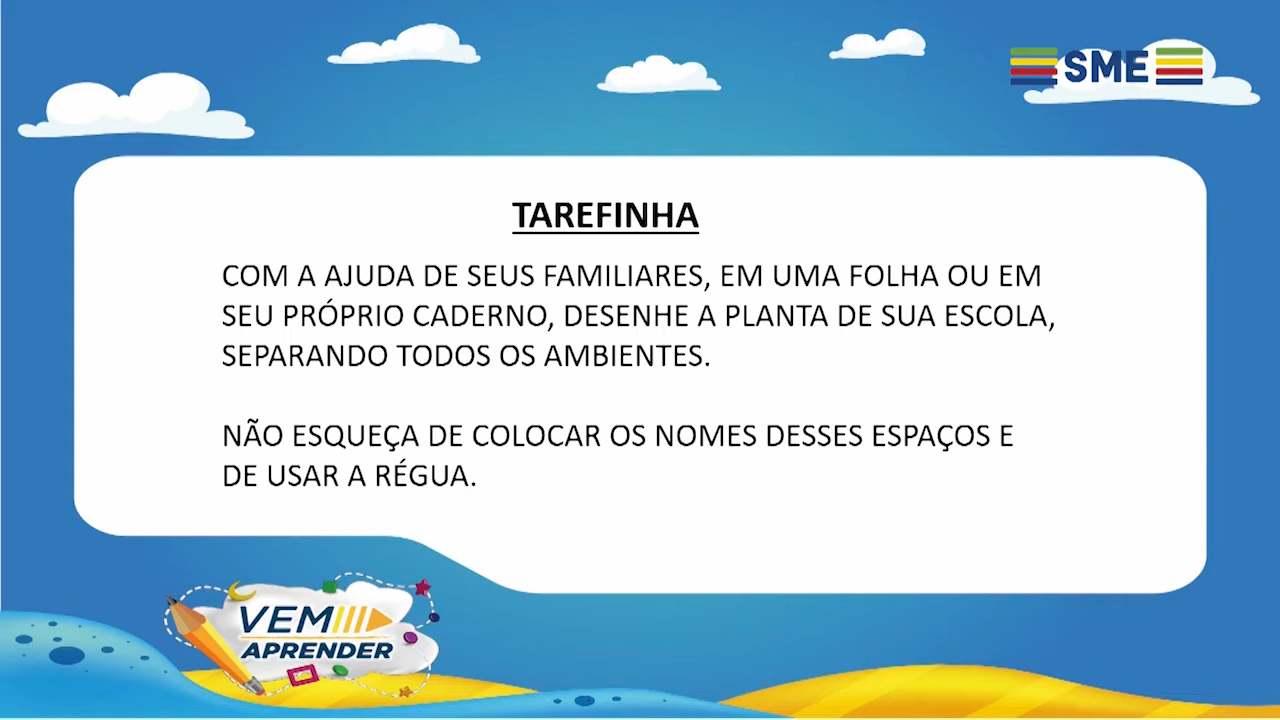 SME
TAREFINHA
COM A AJUDA DE SEUS FAMILIARES, EM UMA FOLHA OU EM
SEU PRÓPRIO CADERNO, DESENHE A PLANTA DE SUA ESCOLA,
SEPARANDO TODOS OS AMBIENTES.
NÃO ESQUEÇA DE COLOCAR OS NOMES DESSES ESPAÇOS E
DE USAR A RÉGUA.
VEM
APRENDER